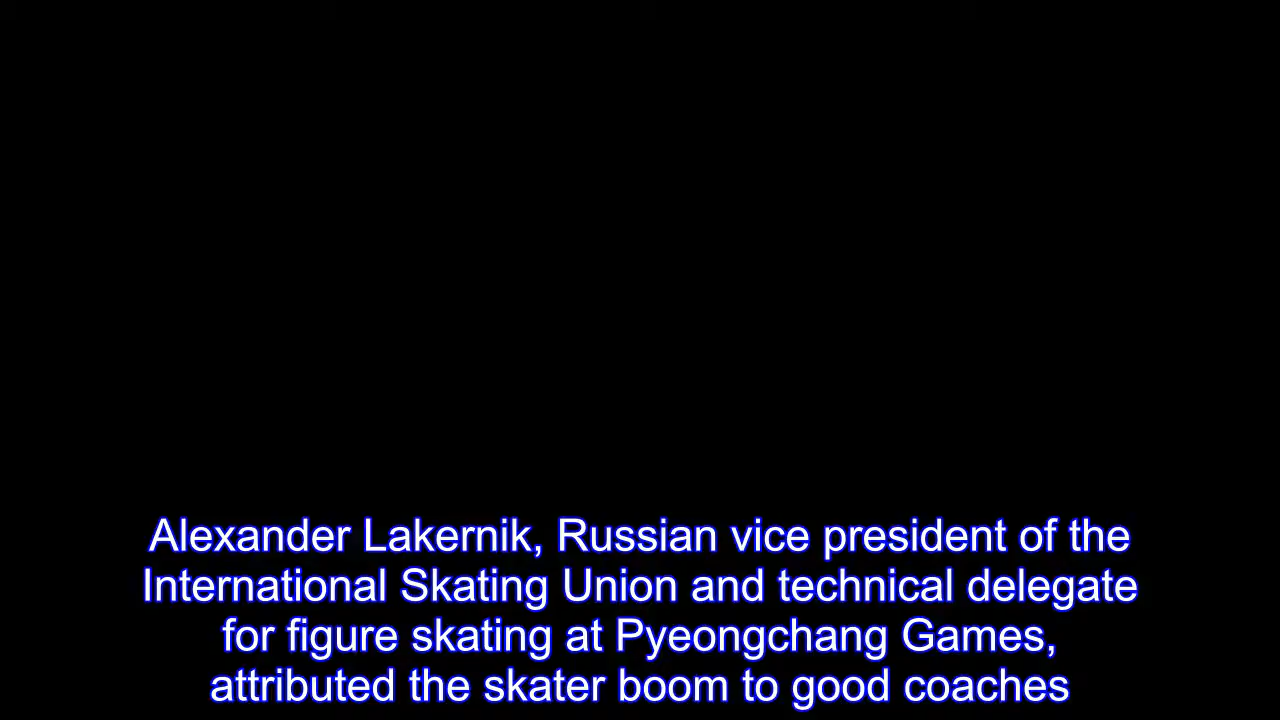 Alexander Lakernik, Russian vice president of the
International Skating Union and technical delegate
for figure skating at Pyeongchang Games,
attributed the skater boom to good coaches